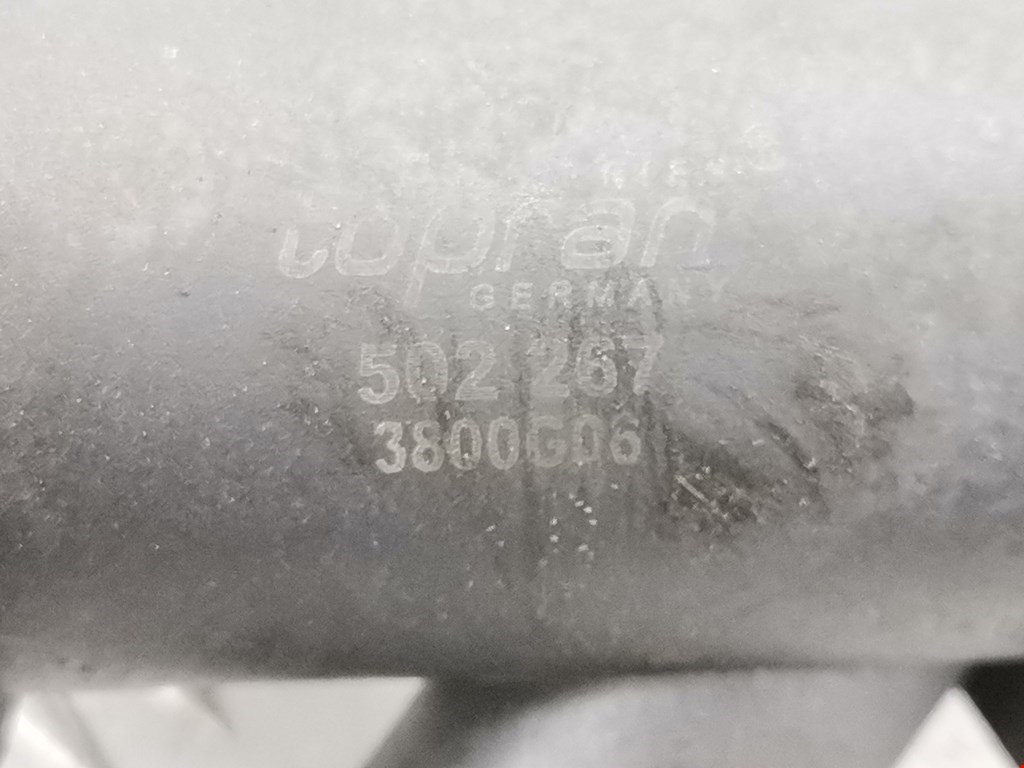 topran
GERMANY
502 267
3800G06